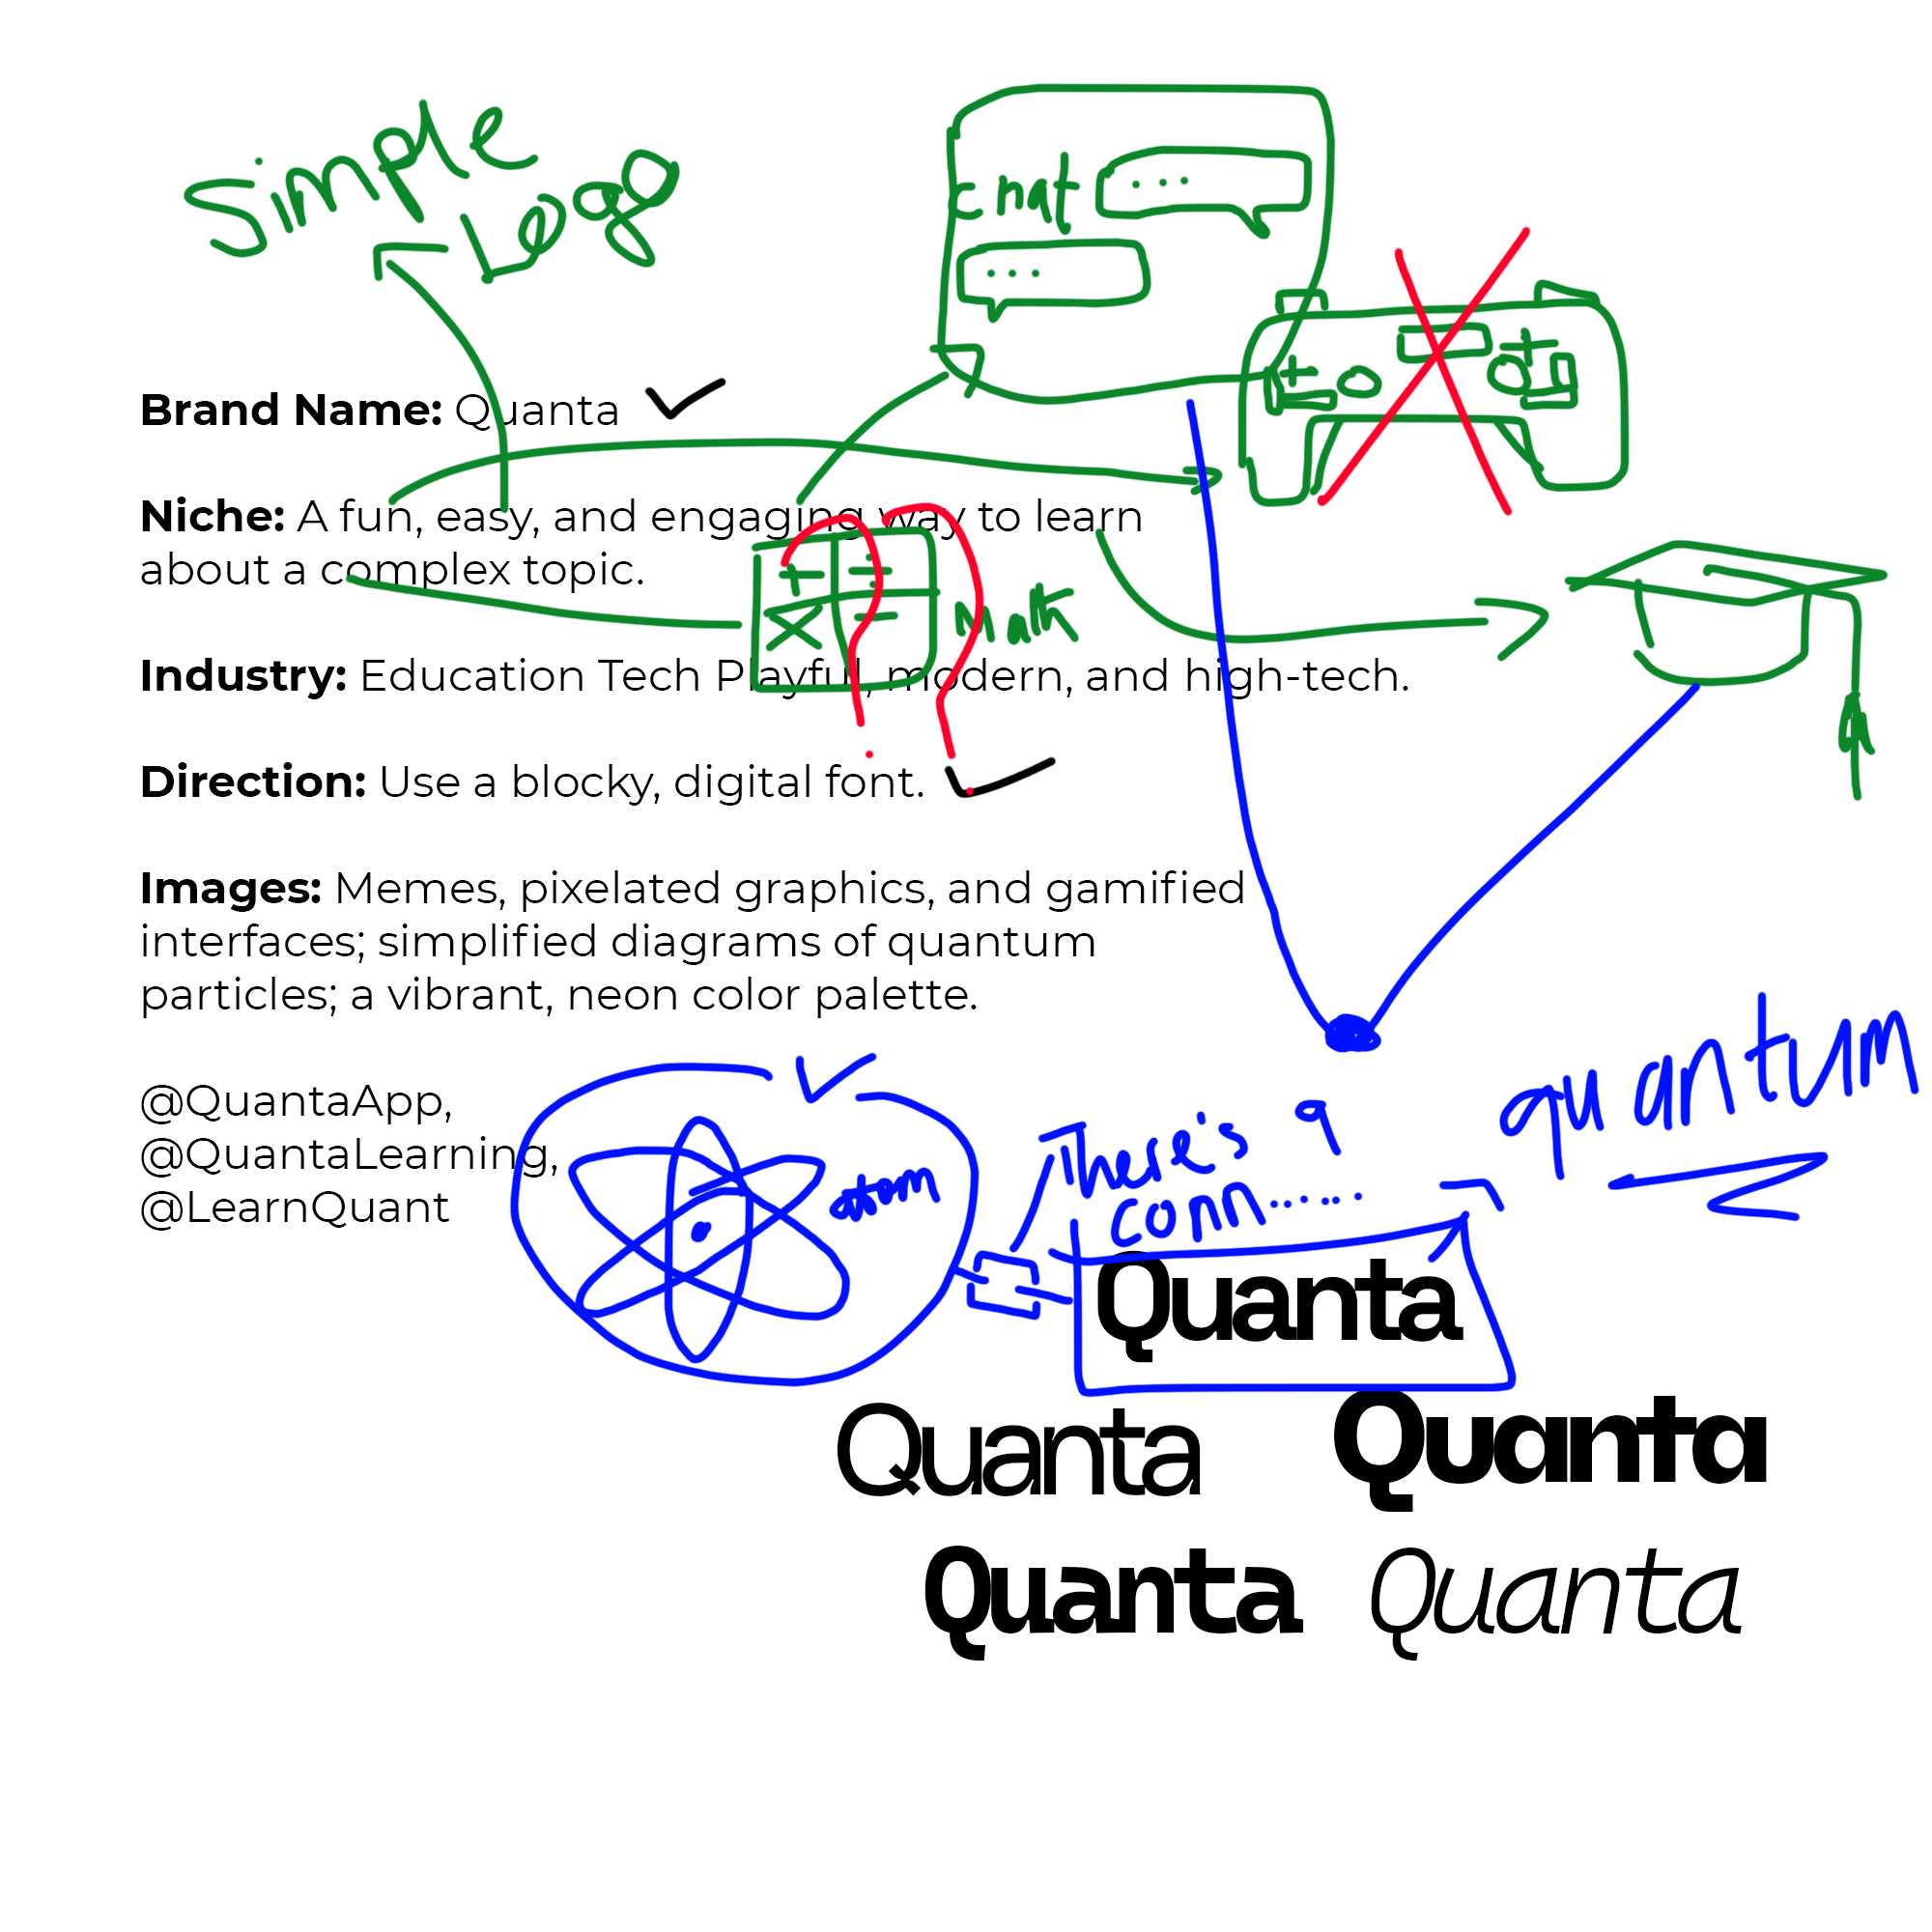 Simple
Logo
chat
...
...
Brand Name: Quanta
Niche: A fun, easy, and engaging way to learn
about a complex topic.
+ ÷
× =
Math
Industry: Education Tech Playful, modern, and high-tech.
Direction: Use a blocky, digital font.
Images: Memes, pixelated graphics, and gamified
interfaces; simplified diagrams of quantum
particles; a vibrant, neon color palette.
quantum
@QuantaApp,
@QuantaLearning,
@LearnQuant
atom
There's a
conn......
Quanta
Quanta
Quanta
Quanta
Quanta